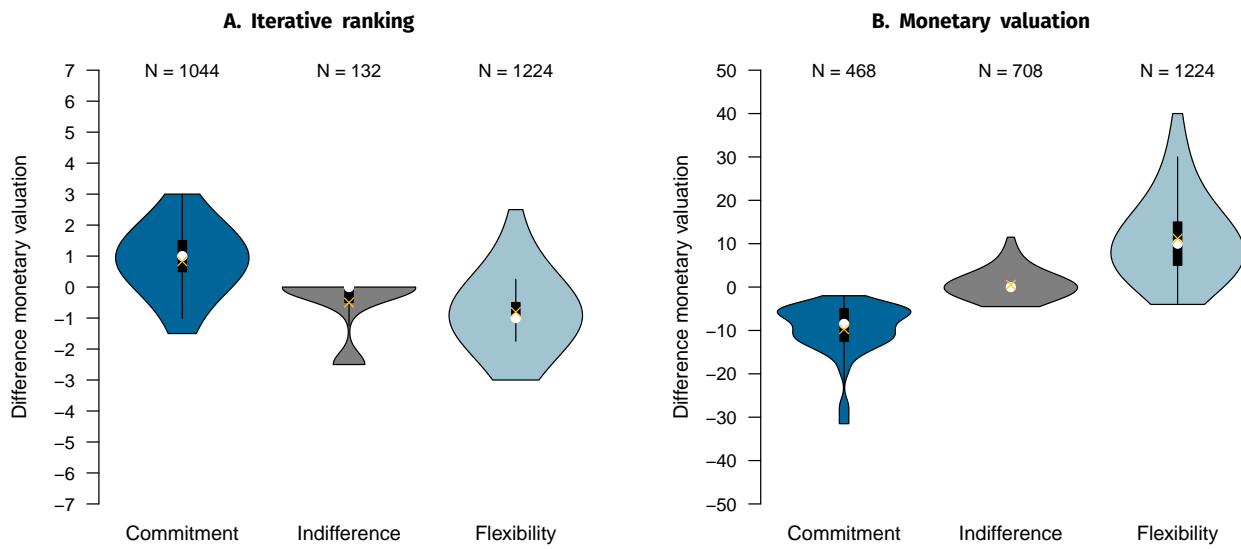 A. Iterative ranking
N = 1044
N = 132
N = 1224
Difference monetary valuation
7
6
5
4
3
2
1
0
−1
−2
−3
−4
−5
−6
−7
Commitment
Indifference
Flexibility
B. Monetary valuation
N = 468
N = 708
N = 1224
Difference monetary valuation
50
40
30
20
10
0
−10
−20
−30
−40
−50
Commitment
Indifference
Flexibility